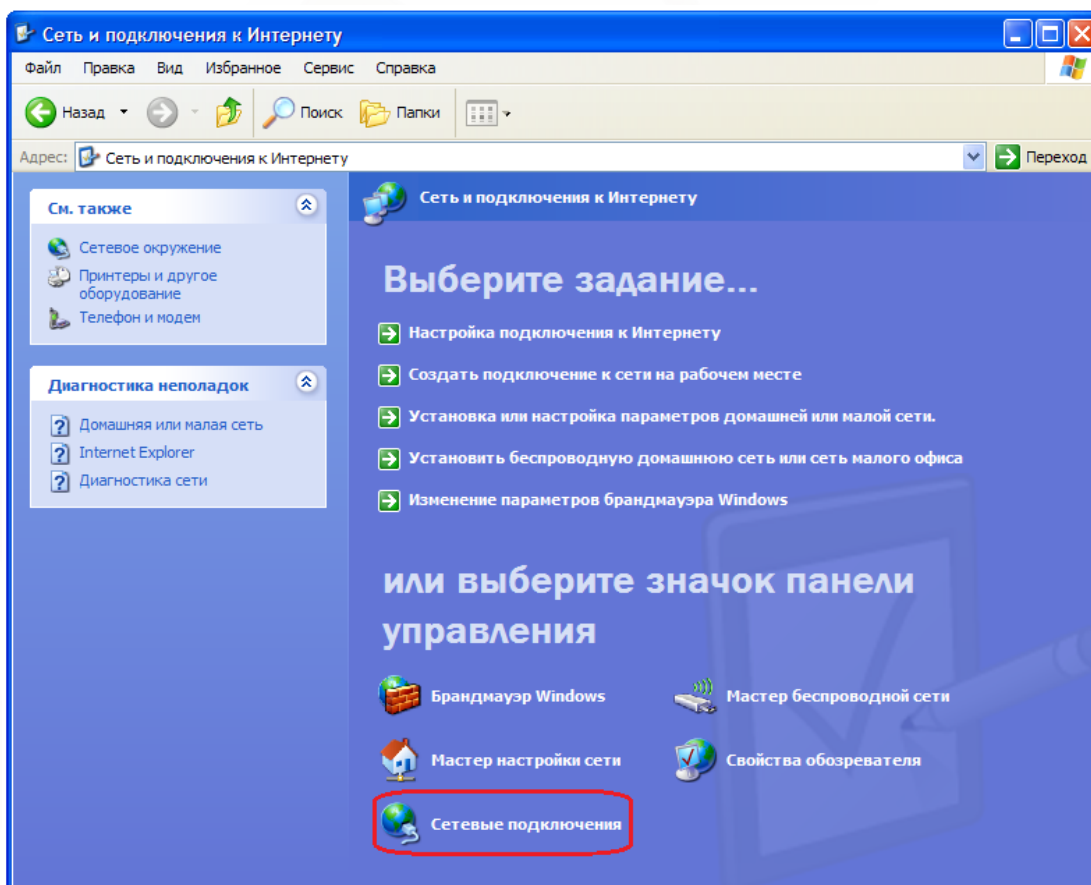 Сеть и подключения к Интернету
Файл Правка Вид Избранное Сервис Справка
Назад Поиск Папки
Адрес: Сеть и подключения к Интернету Переход
См. также
Сетевое окружение
Принтеры и другое
оборудование
Телефон и модем
Диагностика неполадок
Домашняя или малая сеть
Internet Explorer
Диагностика сети
Сеть и подключения к Интернету
Выберите задание...
Настройка подключения к Интернету
Создать подключение к сети на рабочем месте
Установка или настройка параметров домашней или малой сети.
Установить беспроводную домашнюю сеть или сеть малого офиса
Изменение параметров брандмауэра Windows
или выберите значок панели
управления
Брандмауэр Windows Мастер беспроводной сети
Мастер настройки сети Свойства обозревателя
Сетевые подключения